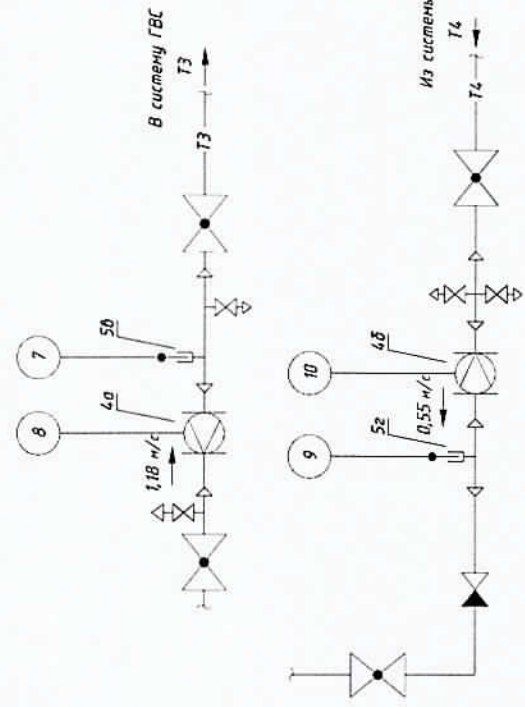 В систему ГВС
Т3
Т3
7
5в
8
4а
1,18 м/с
Из системы
Т4
Т4
10
4б
0,55 м/с
9
5г